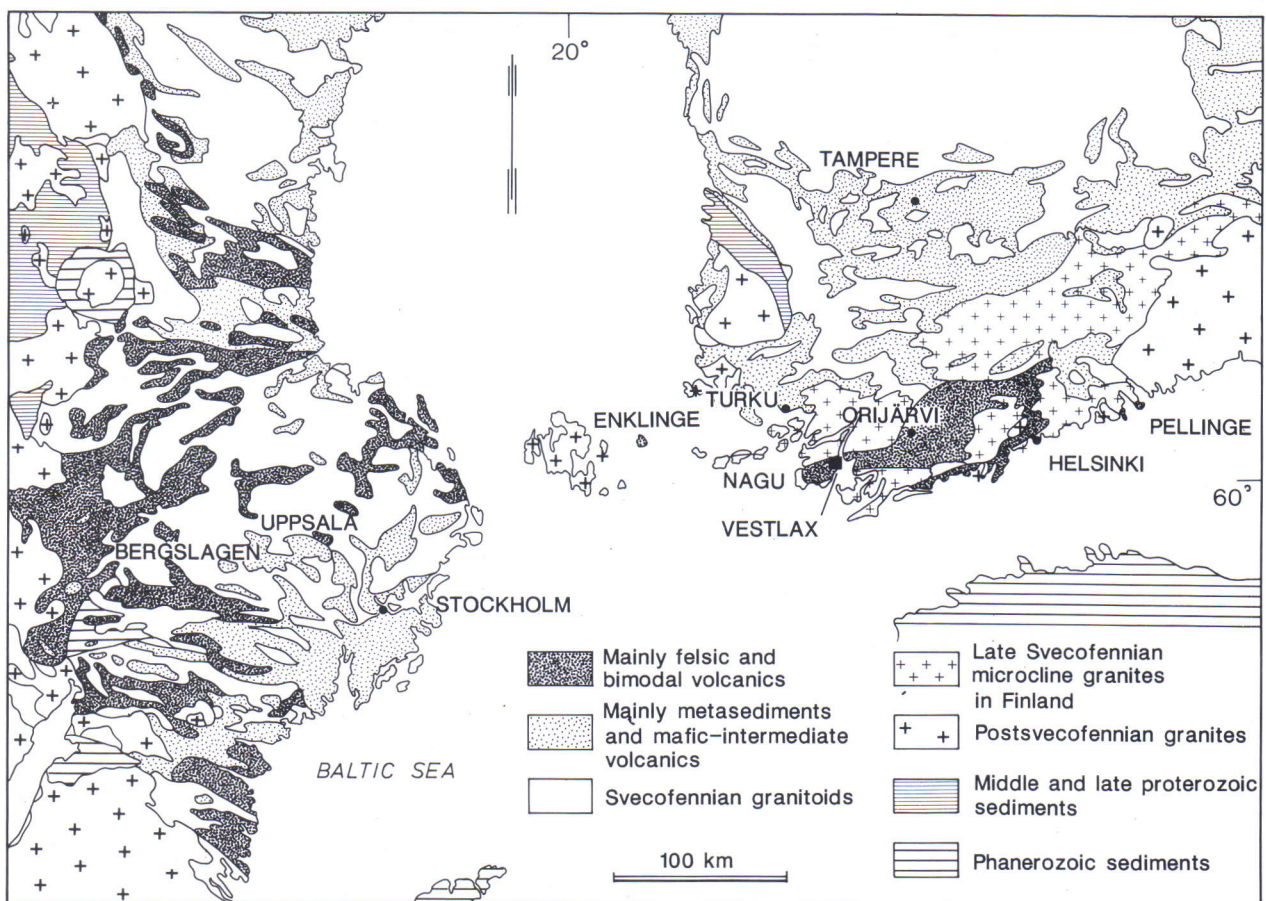 20°
TAMPERE
TURKU
ENKLINGE
ORIJÄRVI
PELLINGE
NAGU
HELSINKI
60°
VESTLAX
UPPSALA
BERGSLAGEN
STOCKHOLM
BALTIC SEA
Mainly felsic and
bimodal volcanics
Mainly metasediments
and mafic-intermediate
volcanics
Svecofennian granitoids
100 km
Late Svecofennian
microcline granites
in Finland
Postsvecofennian granites
Middle and late proterozoic
sediments
Phanerozoic sediments